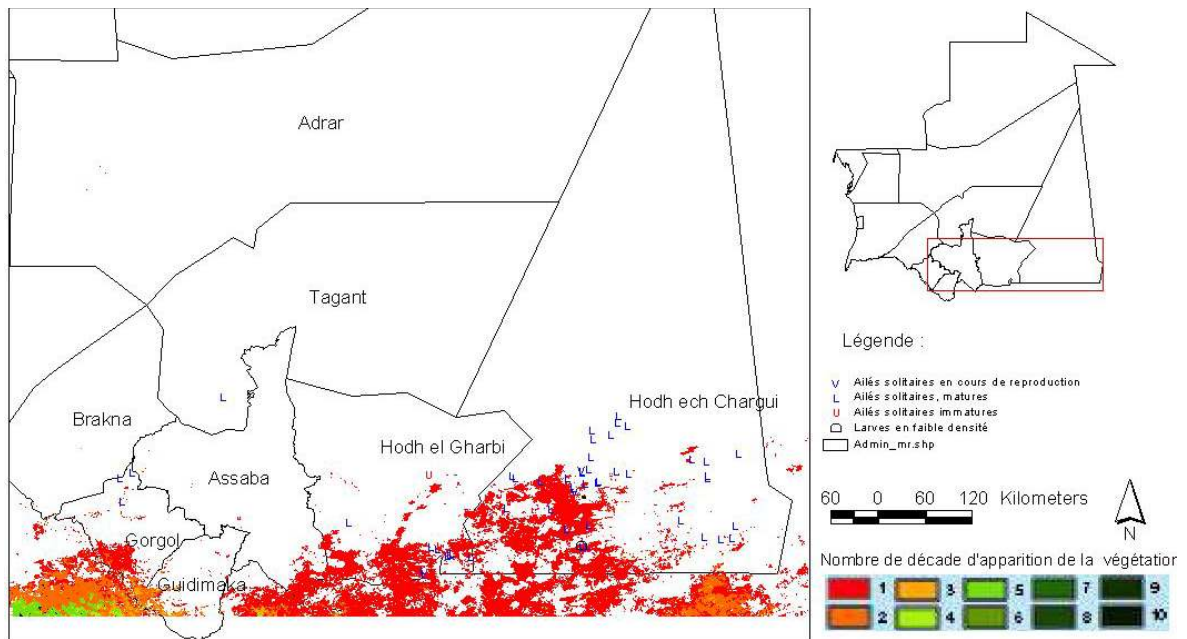 Adrar
Tagant
Brakna
Hodh ech Chargui
Hodh el Gharbi
Assaba
Gorgol
Guidimaka
Légende :
V Ailés solitaires en cours de reproduction
L Ailés solitaires, matures
U Ailés solitaires immatures
Larves en faible densité
Admin_mr.shp
60 0 60 120 Kilometers
N
Nombre de décade d'apparition de la végétation
1 3 5 7 9
2 4 6 8 10